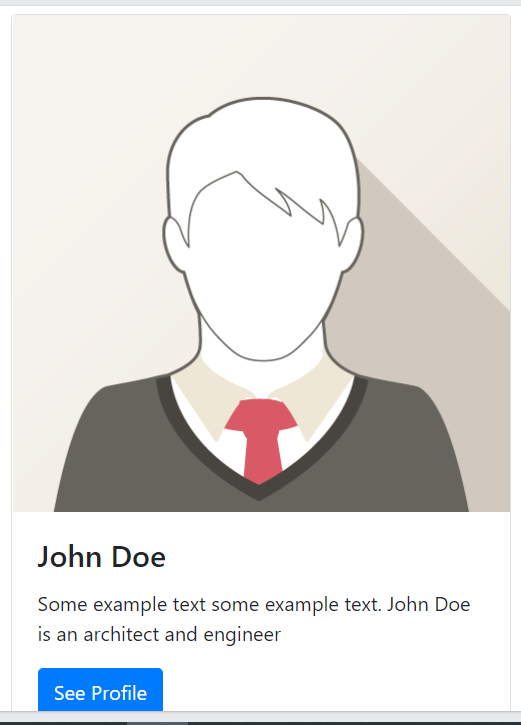 John Doe
Some example text some example text. John Doe
is an architect and engineer
See Profile